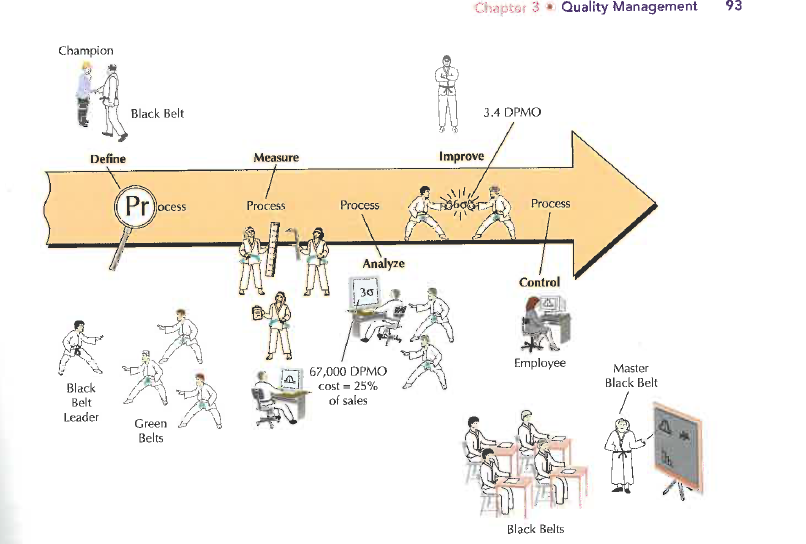 Chapter 3 • Quality Management 93
Champion
Black Belt
3.4 DPMO
Define
Measure
Improve
Process
Process
Process
6σ
Process
Analyze
3σ
Control
Employee
67,000 DPMO
cost = 25%
of sales
Black
Belt
Leader
Green
Belts
Master
Black Belt
Black Belts